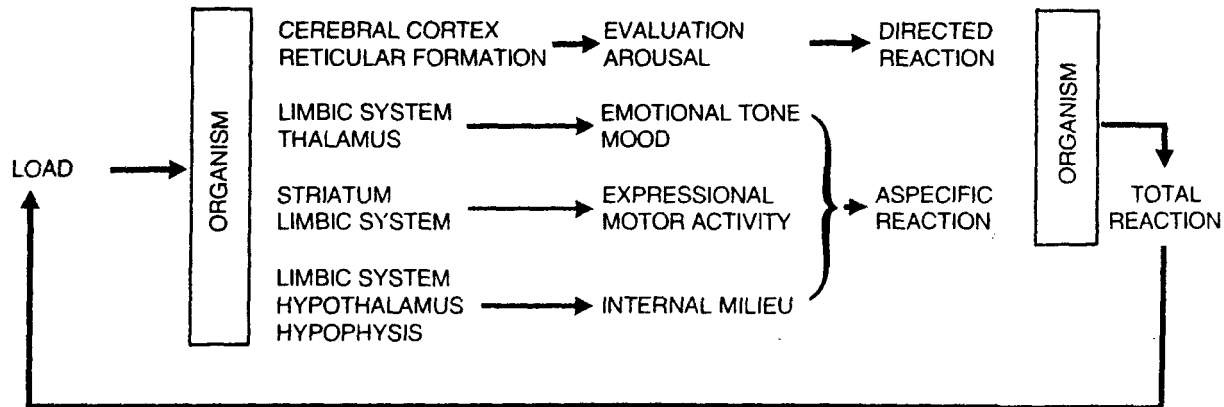 LOAD
ORGANISM
CEREBRAL CORTEX
RETICULAR FORMATION
EVALUATION
AROUSAL
DIRECTED
REACTION
LIMBIC SYSTEM
THALAMUS
EMOTIONAL TONE
MOOD
STRIATUM
LIMBIC SYSTEM
EXPRESSIONAL
MOTOR ACTIVITY
ASPECIFIC
REACTION
LIMBIC SYSTEM
HYPOTHALAMUS
HYPOPHYSIS
INTERNAL MILIEU
ORGANISM
TOTAL
REACTION